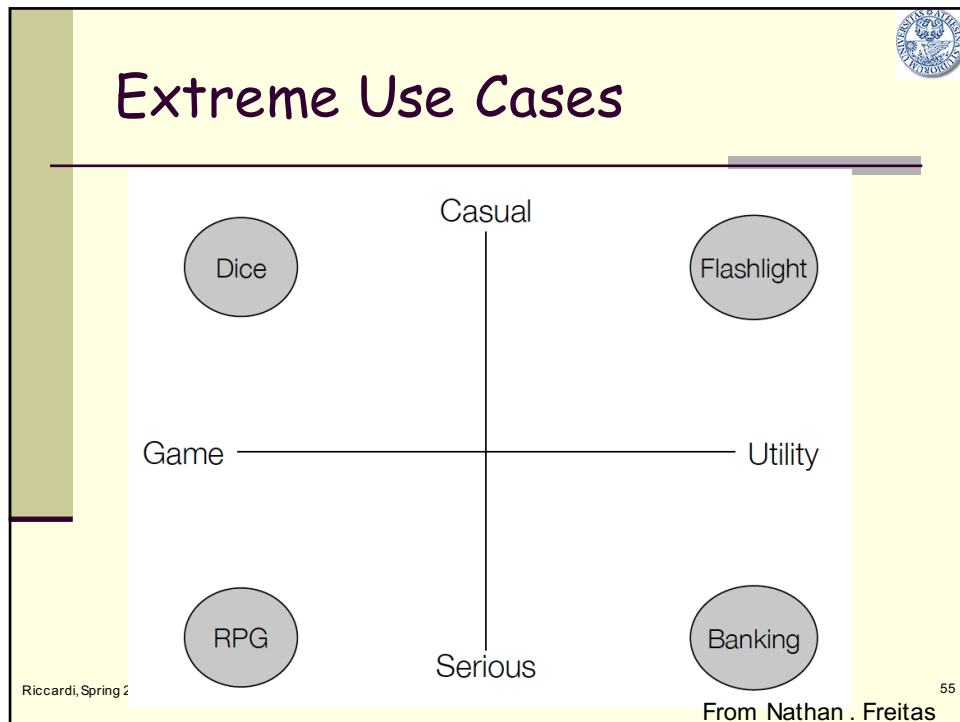 Extreme Use Cases
Casual
Dice
Flashlight
Game
Utility
RPG
Banking
Serious
Riccardi, Spring 2
55
From Nathan . Freitas